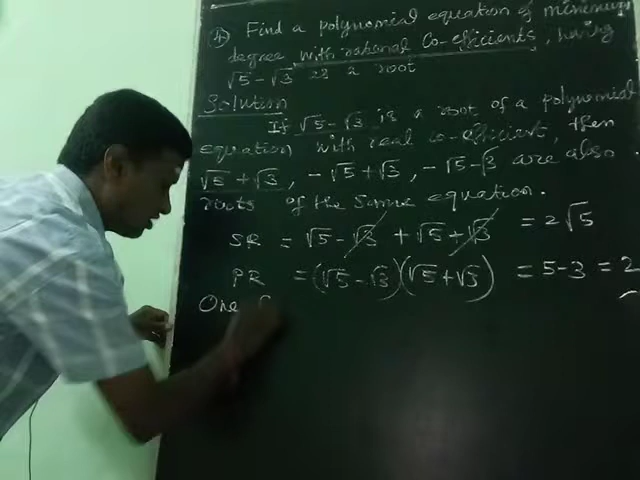 4) Find a polynomial equation of minimum
degree with rational co-efficients, having
√5-√3 as a root
Solution
If √5-√3 is a root of a polynomial
equation with real co-efficient, then
√5+√3, -√5+√3, -√5-√3 are also
roots of the same equation.
SR = √5-√3 + √5+√3 = 2√5
PR = (√5-√3)(√5+√3) = 5-3 = 2
One